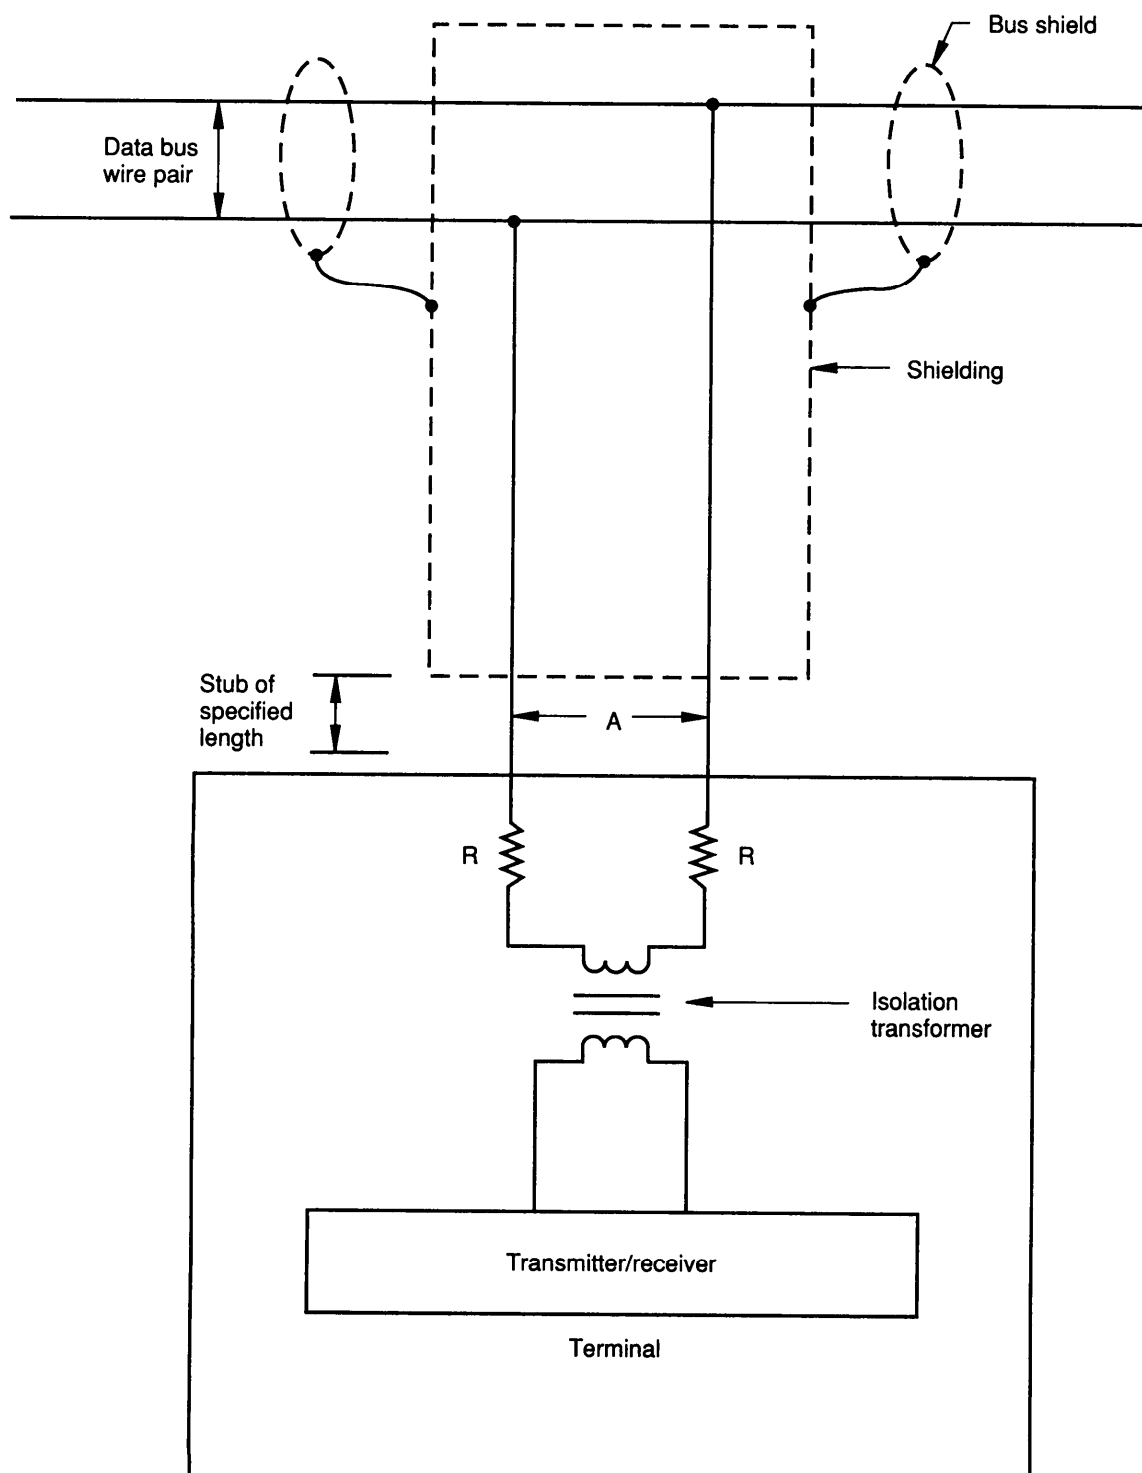 Bus shield
Data bus
wire pair
Shielding
Stub of
specified
length
A
R
R
Isolation
transformer
Transmitter/receiver
Terminal